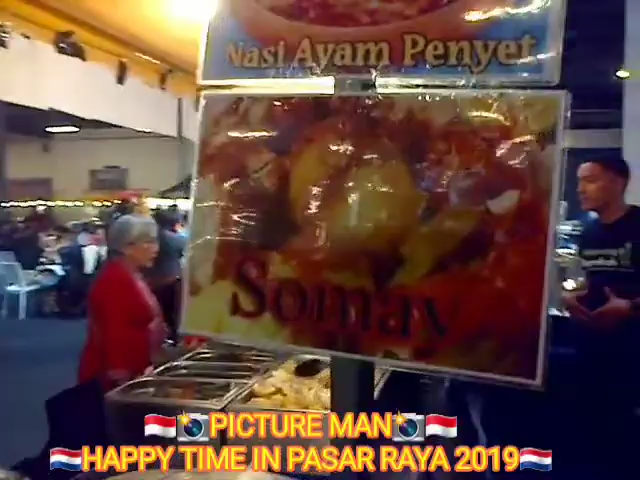 Nasi Ayam Penyet
Somay
🇮🇩📸PICTURE MAN📸🇮🇩
🇳🇱HAPPY TIME IN PASAR RAYA 2019🇳🇱